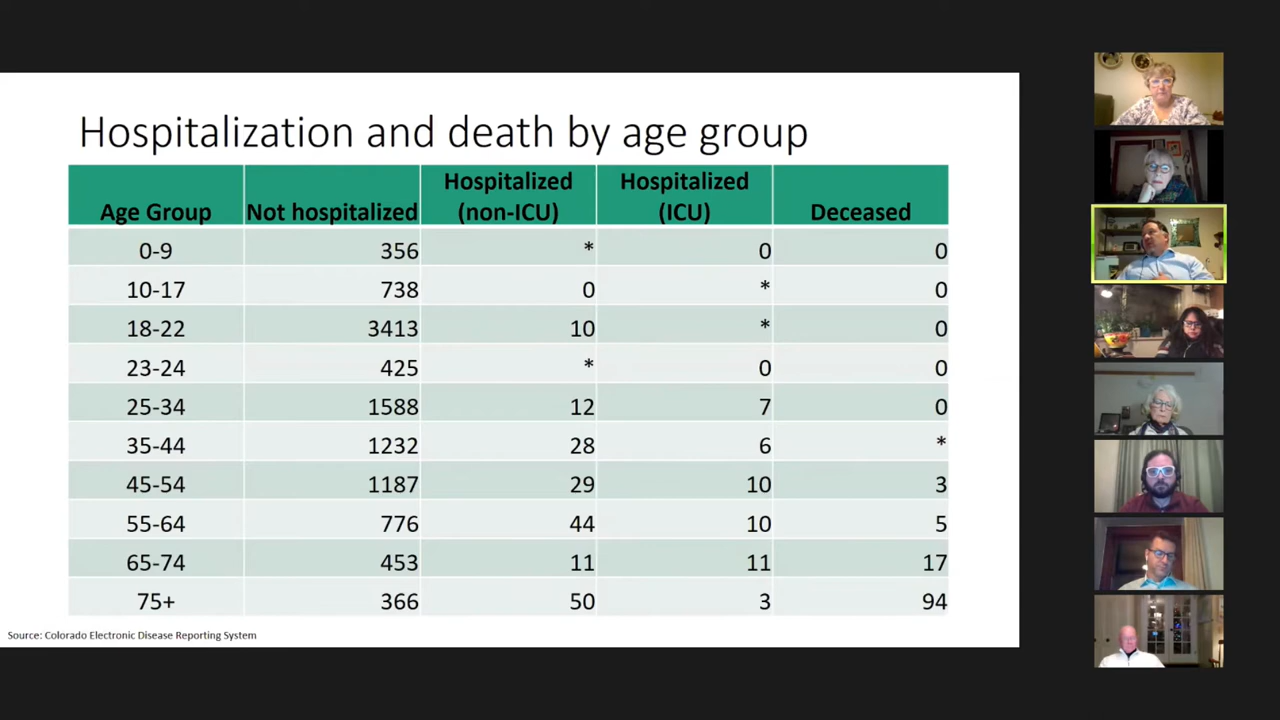 Hospitalization and death by age group
Age Group Not hospitalized Hospitalized (non-ICU) Hospitalized (ICU) Deceased
0-9 356 * 0 0
10-17 738 0 * 0
18-22 3413 10 * 0
23-24 425 * 0 0
25-34 1588 12 7 0
35-44 1232 28 6 *
45-54 1187 29 10 3
55-64 776 44 10 5
65-74 453 11 11 17
75+ 366 50 3 94
Source: Colorado Electronic Disease Reporting System